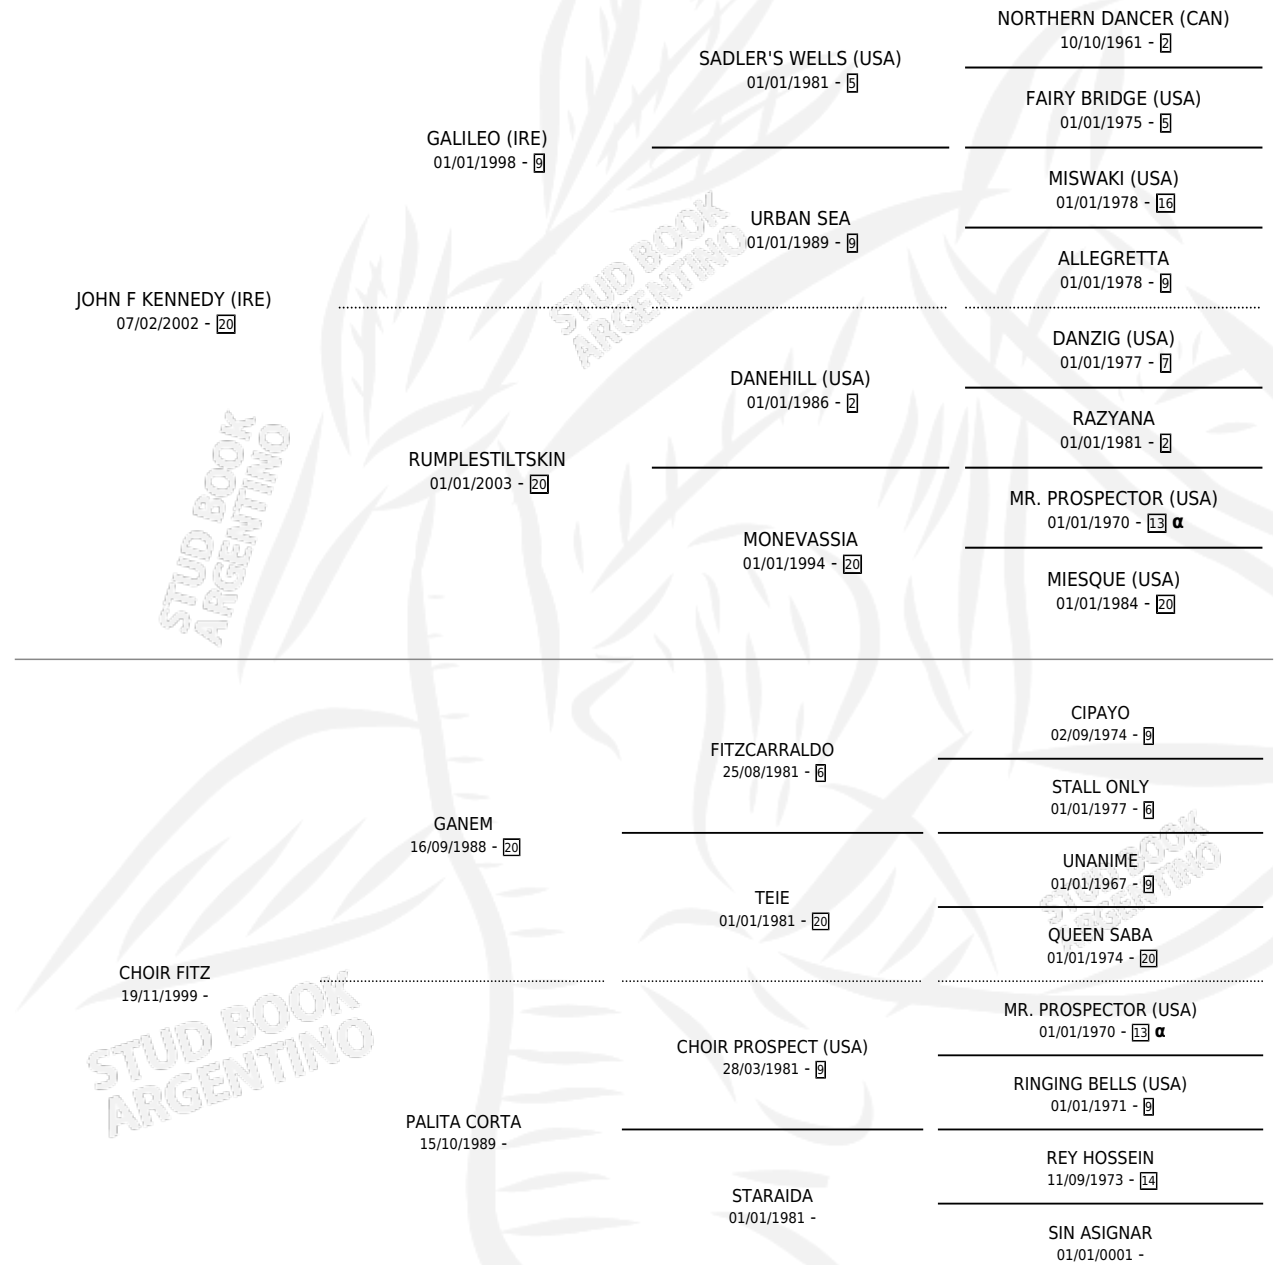 NORTHERN DANCER (CAN)
10/10/1961 - 2
SADLER'S WELLS (USA)
01/01/1981 - 5
FAIRY BRIDGE (USA)
01/01/1975 - 5
GALILEO (IRE)
01/01/1998 - 9
MISWAKI (USA)
01/01/1978 - 16
URBAN SEA
01/01/1989 - 9
ALLEGRETTA
01/01/1978 - 9
JOHN F KENNEDY (IRE)
07/02/2002 - 20
DANZIG (USA)
01/01/1977 - 7
DANEHILL (USA)
01/01/1986 - 2
RAZYANA
01/01/1981 - 2
RUMPLESTILTSKIN
01/01/2003 - 20
MR. PROSPECTOR (USA)
01/01/1970 - 13 α
MONEVASSIA
01/01/1994 - 20
MIESQUE (USA)
01/01/1984 - 20
CIPAYO
02/09/1974 - 9
FITZCARRALDO
25/08/1981 - 6
STALL ONLY
01/01/1977 - 6
GANEM
16/09/1988 - 20
UNANIME
01/01/1967 - 9
TEIE
01/01/1981 - 20
QUEEN SABA
01/01/1974 - 20
CHOIR FITZ
19/11/1999 -
MR. PROSPECTOR (USA)
01/01/1970 - 13 α
CHOIR PROSPECT (USA)
28/03/1981 - 9
RINGING BELLS (USA)
01/01/1971 - 9
PALITA CORTA
15/10/1989 -
REY HOSSEIN
11/09/1973 - 14
STARAIDA
01/01/1981 -
SIN ASIGNAR
01/01/0001 -
STUD BOOK
ARGENTINO
STUD BOOK
ARGENTINO
STUD BOOK
ARGENTINO
STUD BOOK
ARGENTINO